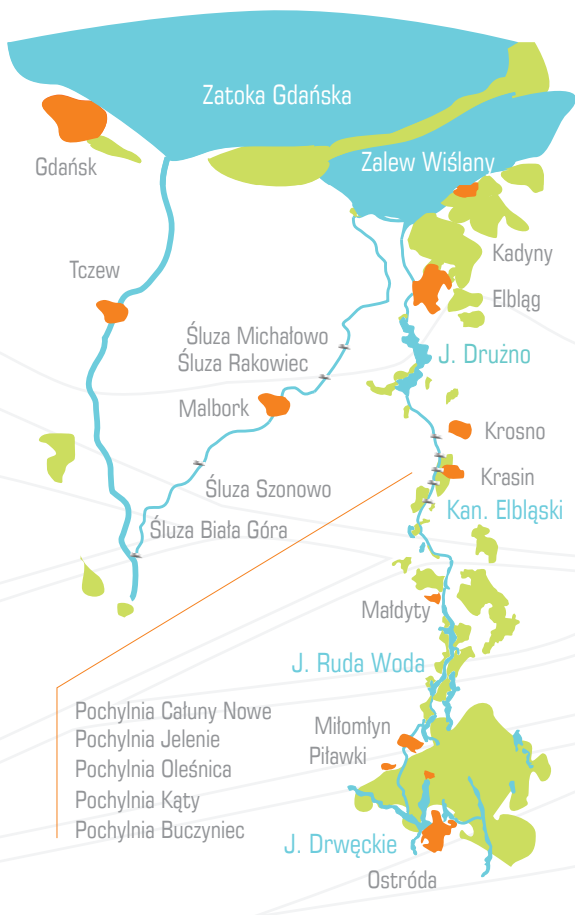 Zatoka Gdańska
Zalew Wiślany
Gdańsk
Kadyny
Tczew
Elbląg
Śluza Michałowo
J. Drużno
Śluza Rakowiec
Malbork
Krosno
Krasin
Śluza Szonowo
Kan. Elbląski
Śluza Biała Góra
Małdyty
J. Ruda Woda
Pochylnia Całuny Nowe
Pochylnia Jelenie
Pochylnia Oleśnica
Pochylnia Kąty
Pochylnia Buczyniec
Miłomłyn
Piławki
J. Drwęckie
Ostróda